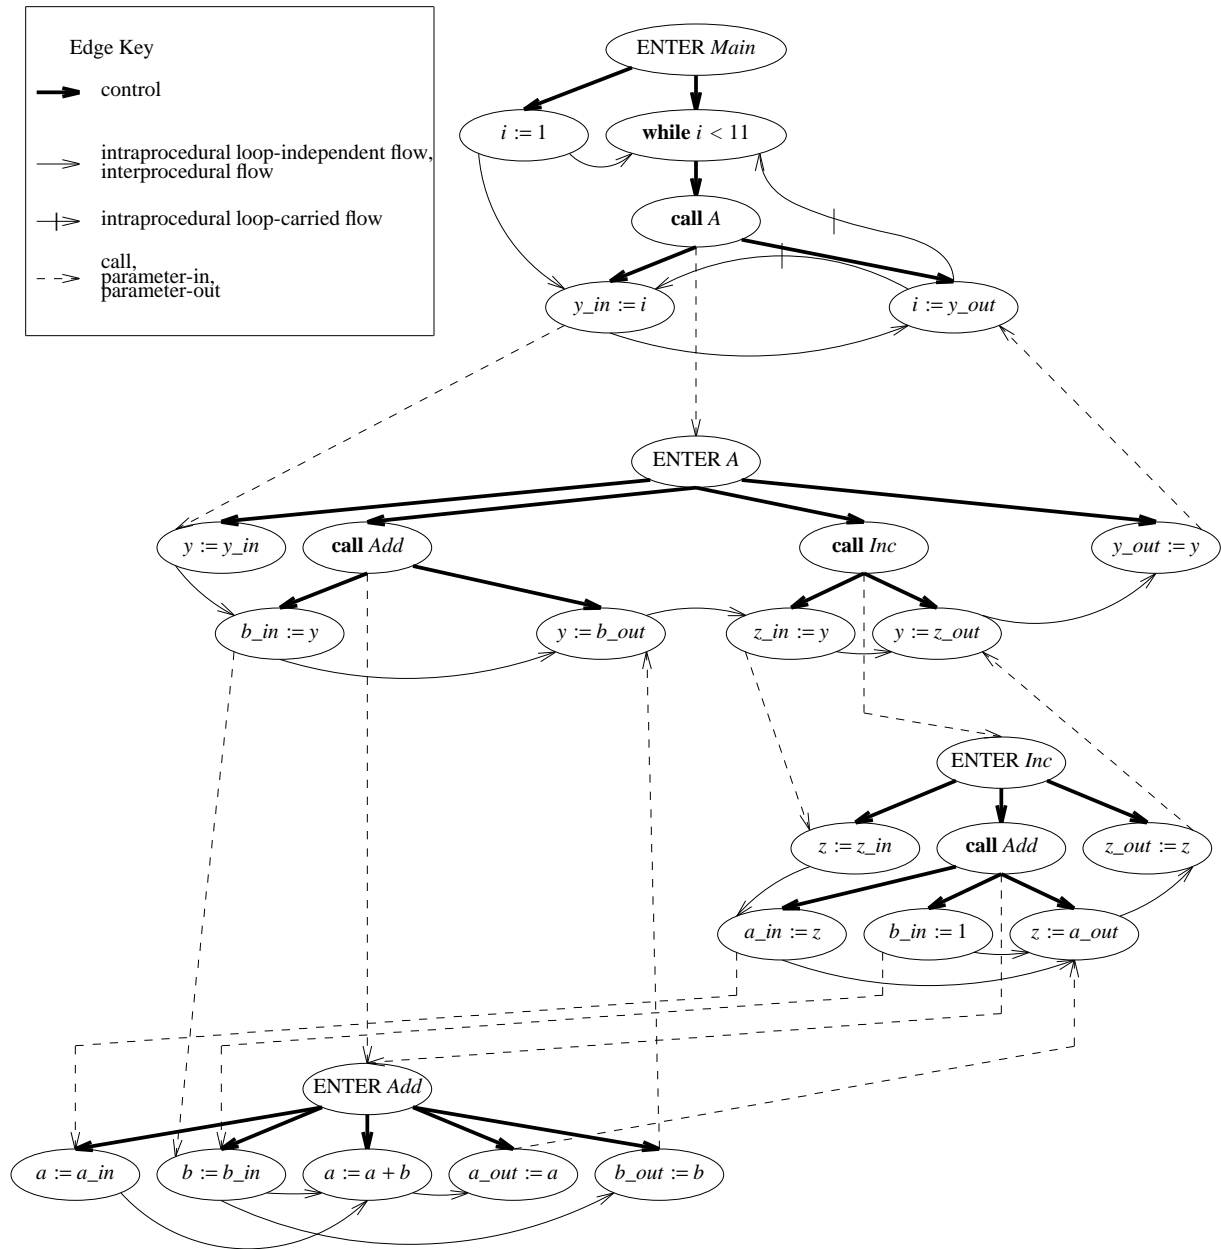 Edge Key
control
intraprocedural loop-independent flow,
interprocedural flow
intraprocedural loop-carried flow
call,
parameter-in,
parameter-out
ENTER Main
i := 1
while i < 11
call A
y_in := i
i := y_out
ENTER A
y := y_in
call Add
call Inc
y_out := y
b_in := y
y := b_out
z_in := y
y := z_out
ENTER Inc
z := z_in
call Add
z_out := z
a_in := z
b_in := 1
z := a_out
ENTER Add
a := a_in
b := b_in
a := a + b
a_out := a
b_out := b